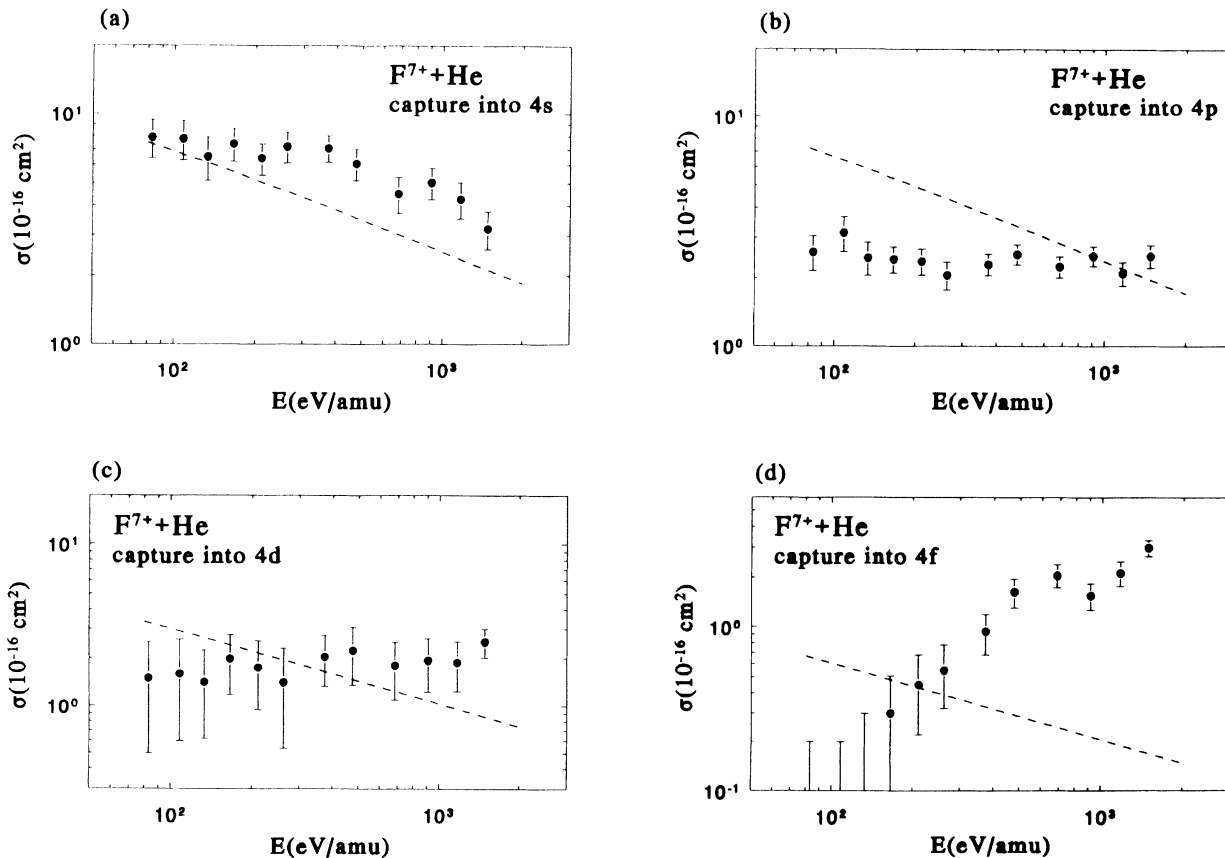 (a)
F⁷⁺+He
capture into 4s
10¹
10⁰
σ(10⁻¹⁶ cm²)
10²
10³
E(eV/amu)
(b)
F⁷⁺+He
capture into 4p
10¹
10⁰
σ(10⁻¹⁶ cm²)
10²
10³
E(eV/amu)
(c)
F⁷⁺+He
capture into 4d
10¹
10⁰
σ(10⁻¹⁶ cm²)
10²
10³
E(eV/amu)
(d)
F⁷⁺+He
capture into 4f
10⁰
10⁻¹
σ(10⁻¹⁶ cm²)
10²
10³
E(eV/amu)